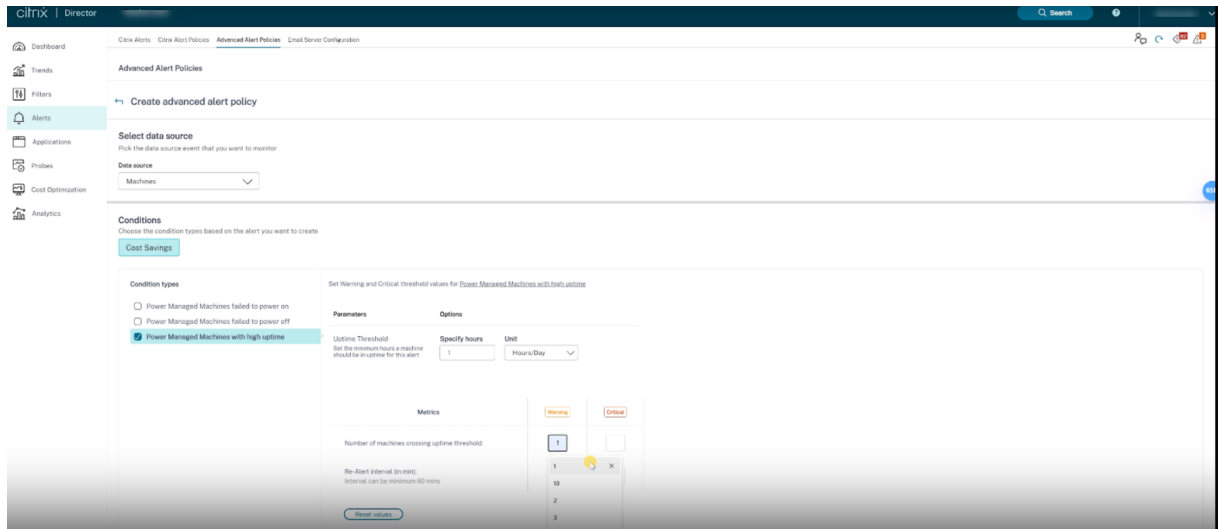 citrix | Director
Search
Dashboard
Trends
Filters
Alerts
Applications
Probes
Cost Optimization
Analytics
Citrix Alerts Citrix Alert Policies Advanced Alert Policies Email Server Configuration
Advanced Alert Policies
Create advanced alert policy
Select data source
Pick the data source event that you want to monitor
Data source
Machines
Conditions
Choose the condition types based on the alert you want to create
Cost Savings
Condition types
Power Managed Machines failed to power on
Power Managed Machines failed to power off
Power Managed Machines with high uptime
Set Warning and Critical threshold values for Power Managed Machines with high uptime
Parameters Options
Uptime Threshold Specify hours Unit
Set the minimum hours a machine
should be in uptime for this alert
1 Hours/Day
Metrics Warning Critical
Number of machines crossing uptime threshold: 1
Re-Alert interval (in min):
Interval can be minimum 60 mins
1
10
2
3
Reset values